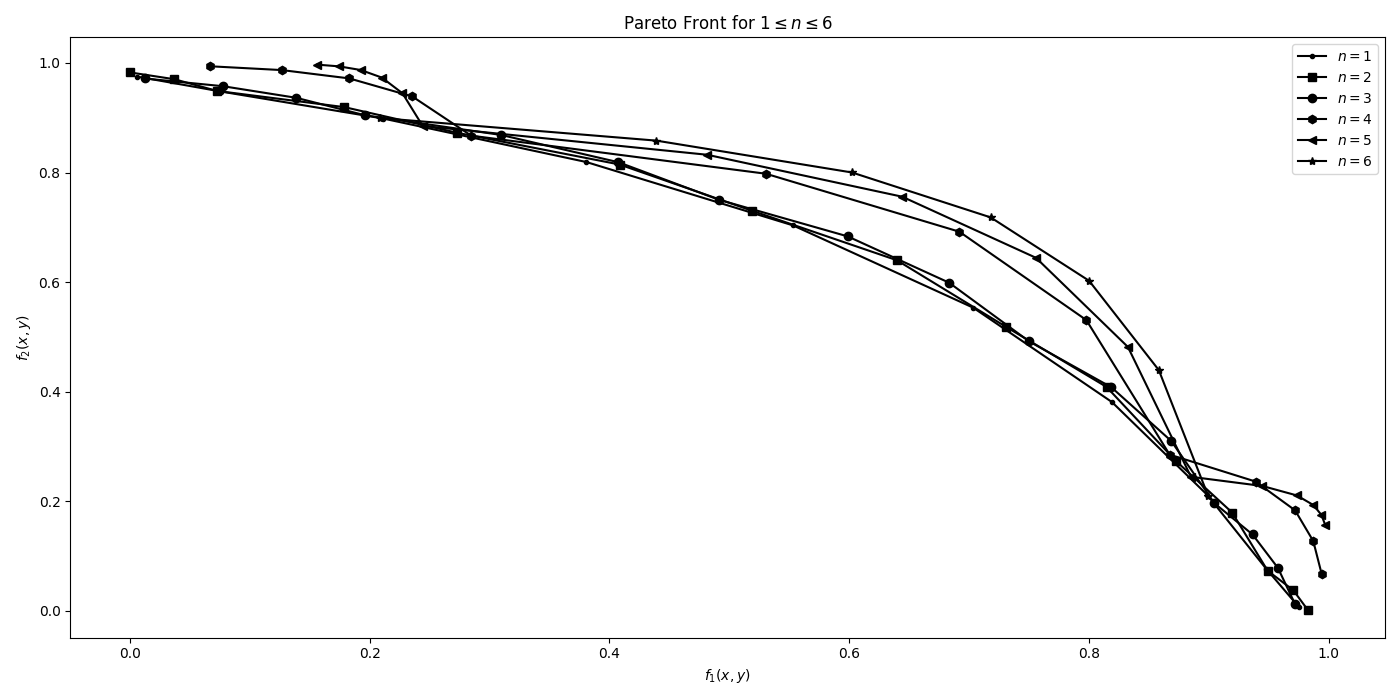 Pareto Front for 1 ≤ n ≤ 6
n = 1
n = 2
n = 3
n = 4
n = 5
n = 6
f₂(x, y)
1.0
0.8
0.6
0.4
0.2
0.0
0.0 0.2 0.4 0.6 0.8 1.0
f₁(x, y)